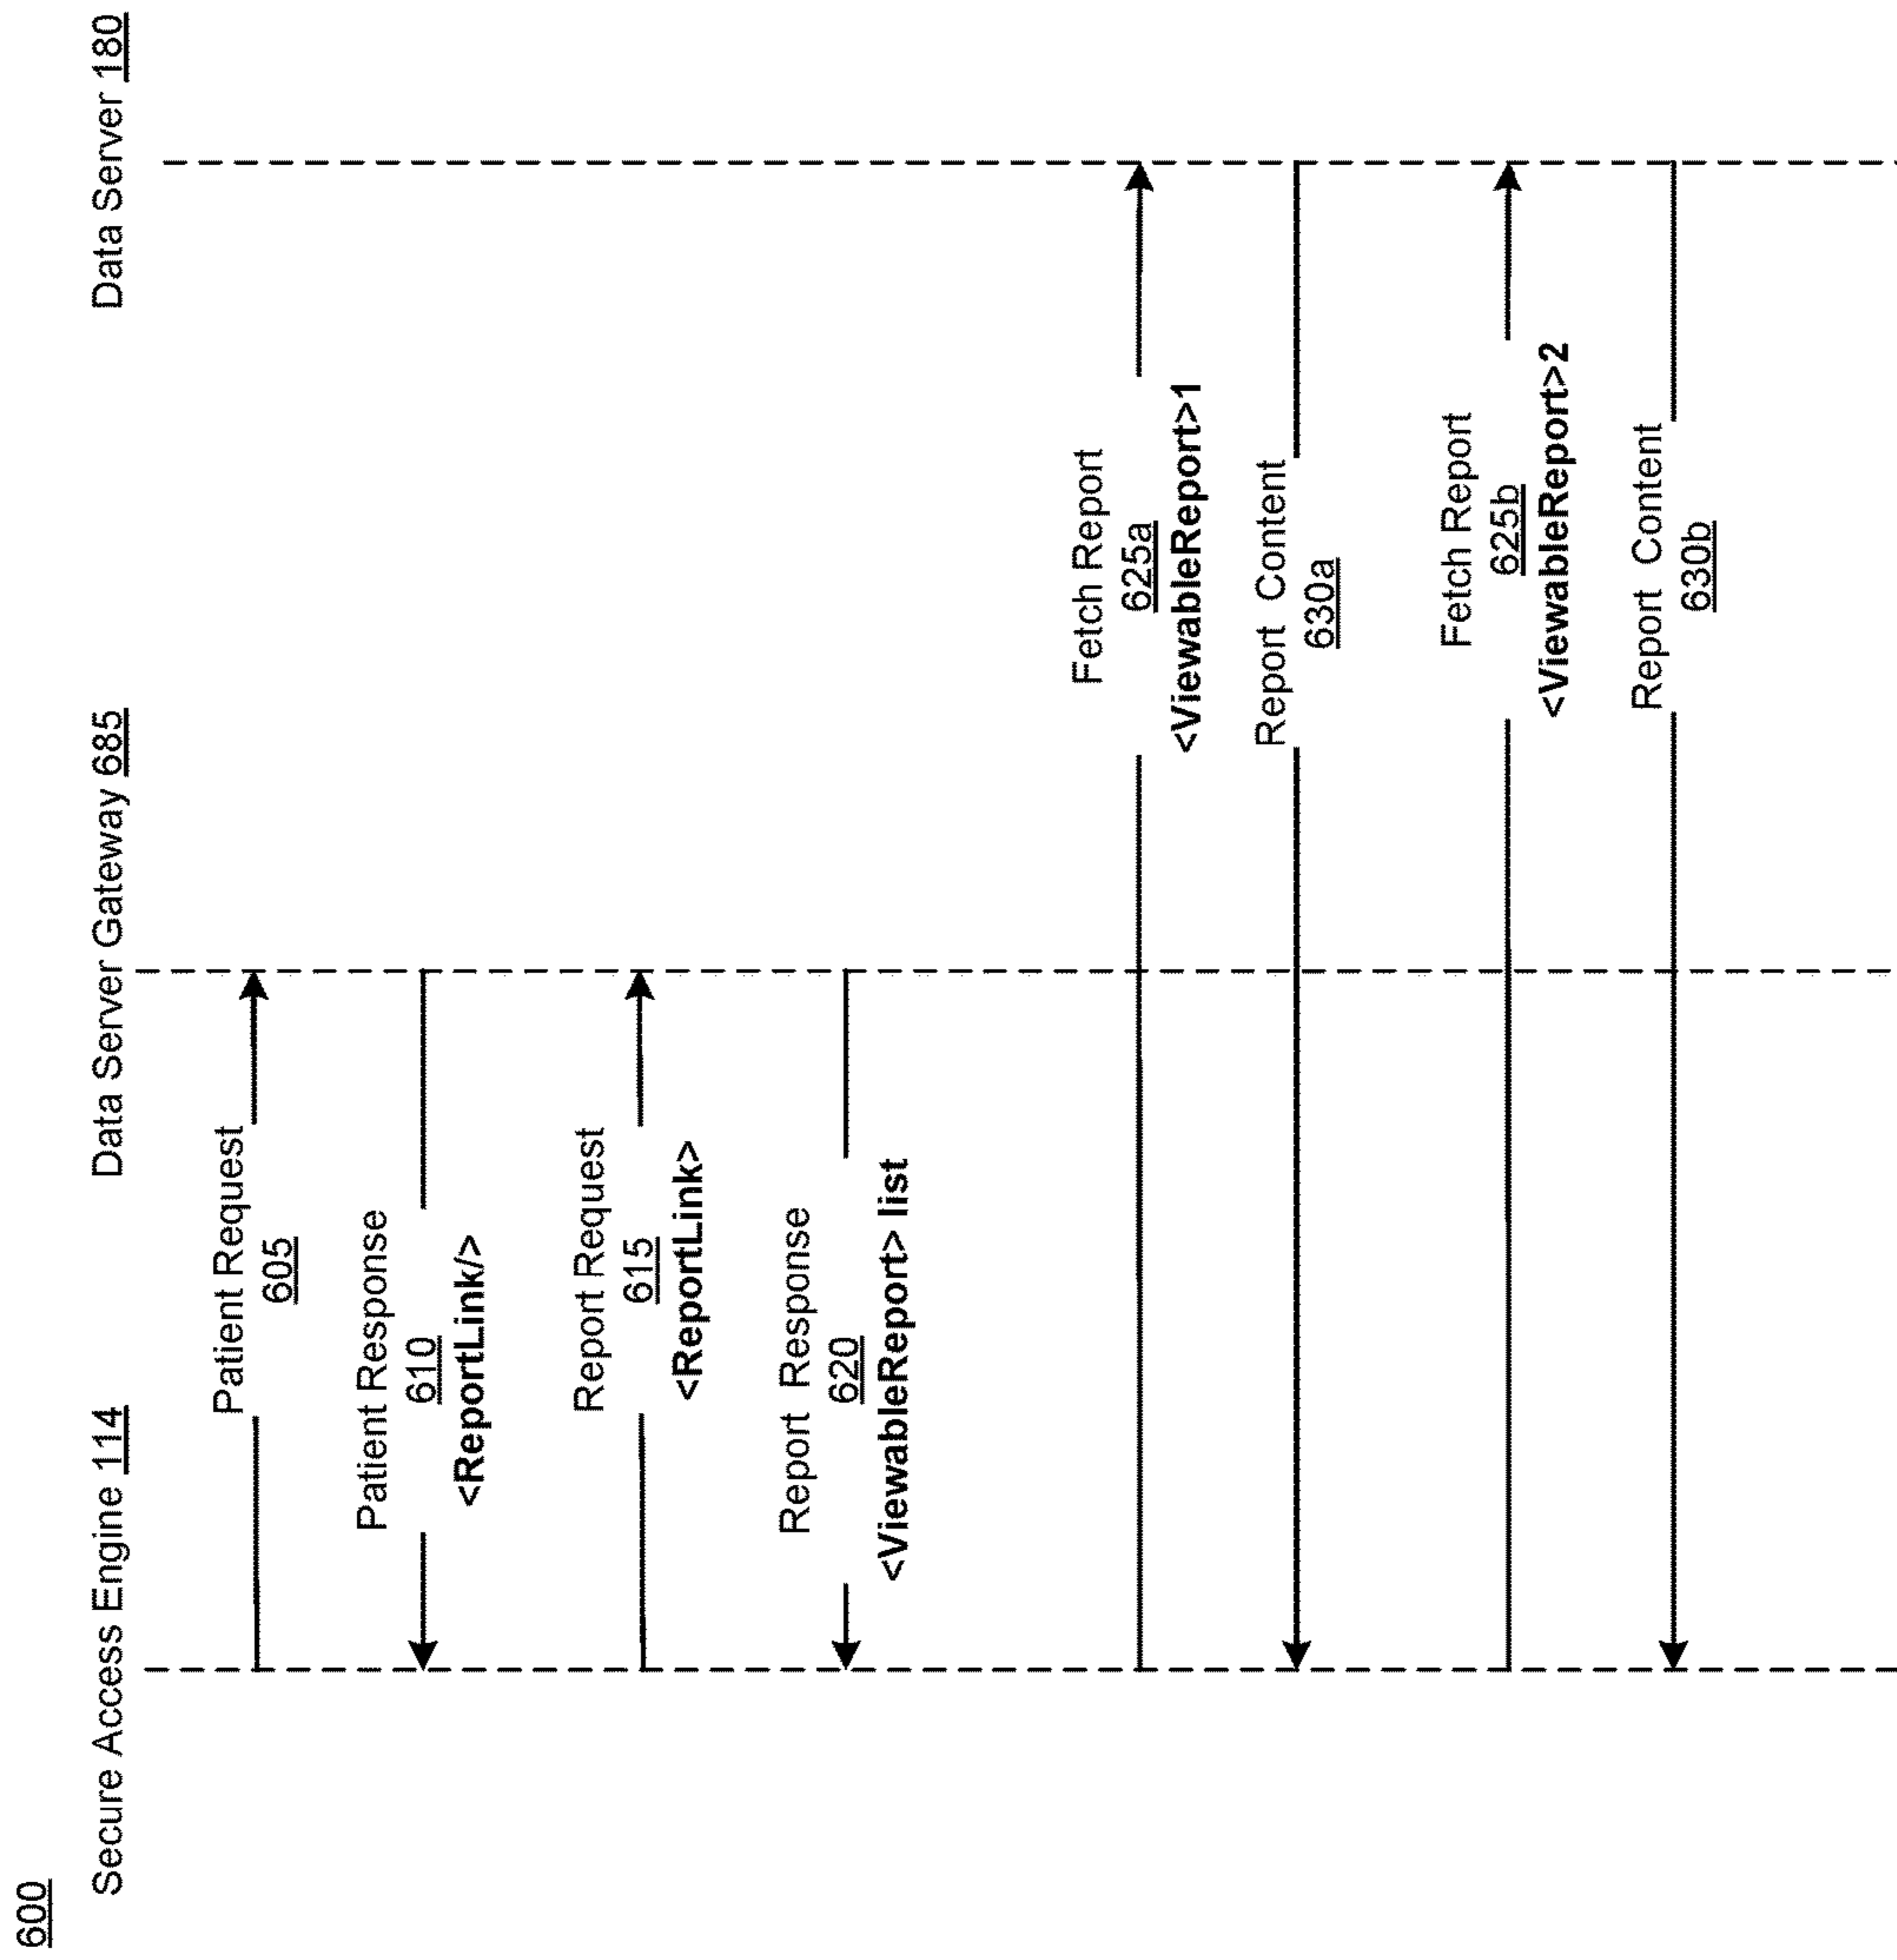 600
Secure Access Engine 114
Data Server Gateway 685
Data Server 180
Patient Request
605
Patient Response
610
<ReportLink/>
Report Request
615
<ReportLink>
Report Response
620
<ViewableReport> list
Fetch Report
625a
<ViewableReport>1
Report Content
630a
Fetch Report
625b
<ViewableReport>2
Report Content
630b